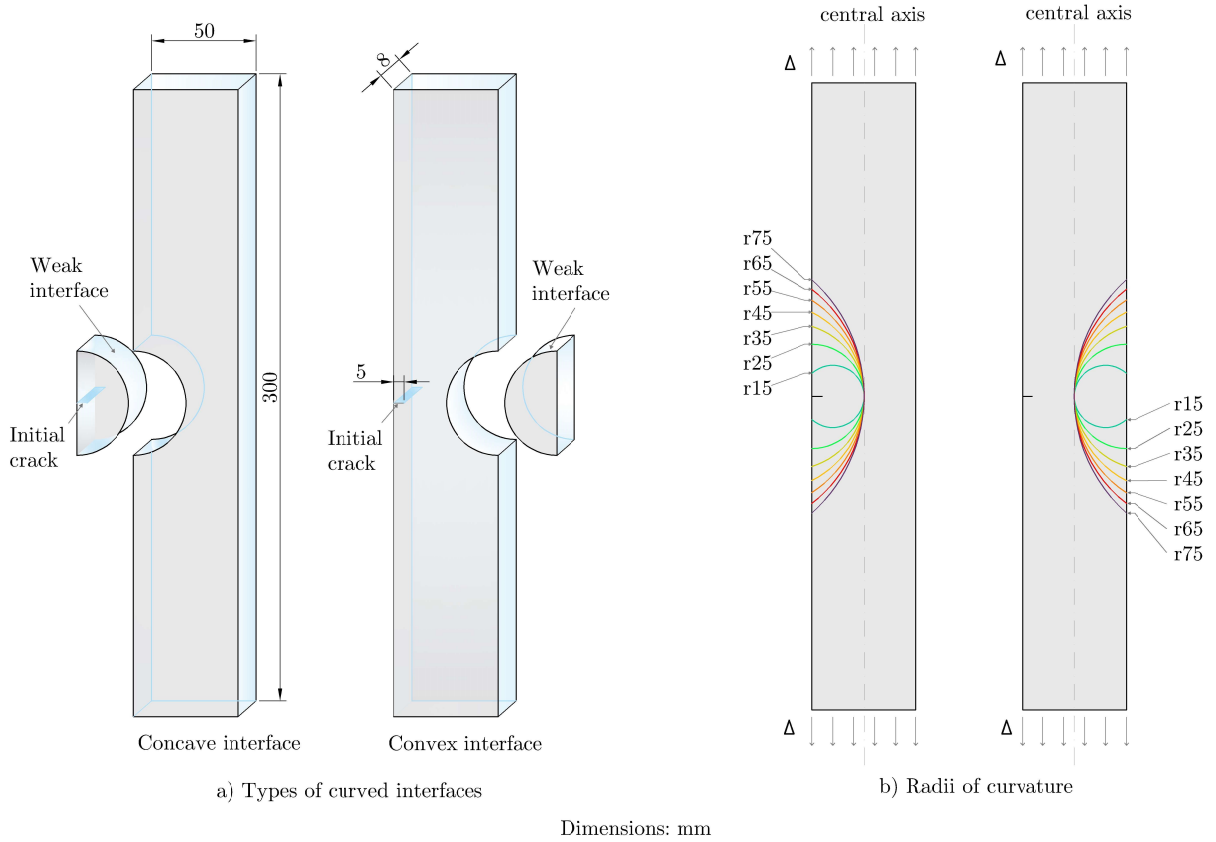 50
8
Weak
interface
Initial
crack
300
Concave interface
5
Initial
crack
Weak
interface
Convex interface
a) Types of curved interfaces
central axis
Δ
r75
r65
r55
r45
r35
r25
r15
Δ
central axis
Δ
r15
r25
r35
r45
r55
r65
r75
Δ
b) Radii of curvature
Dimensions: mm